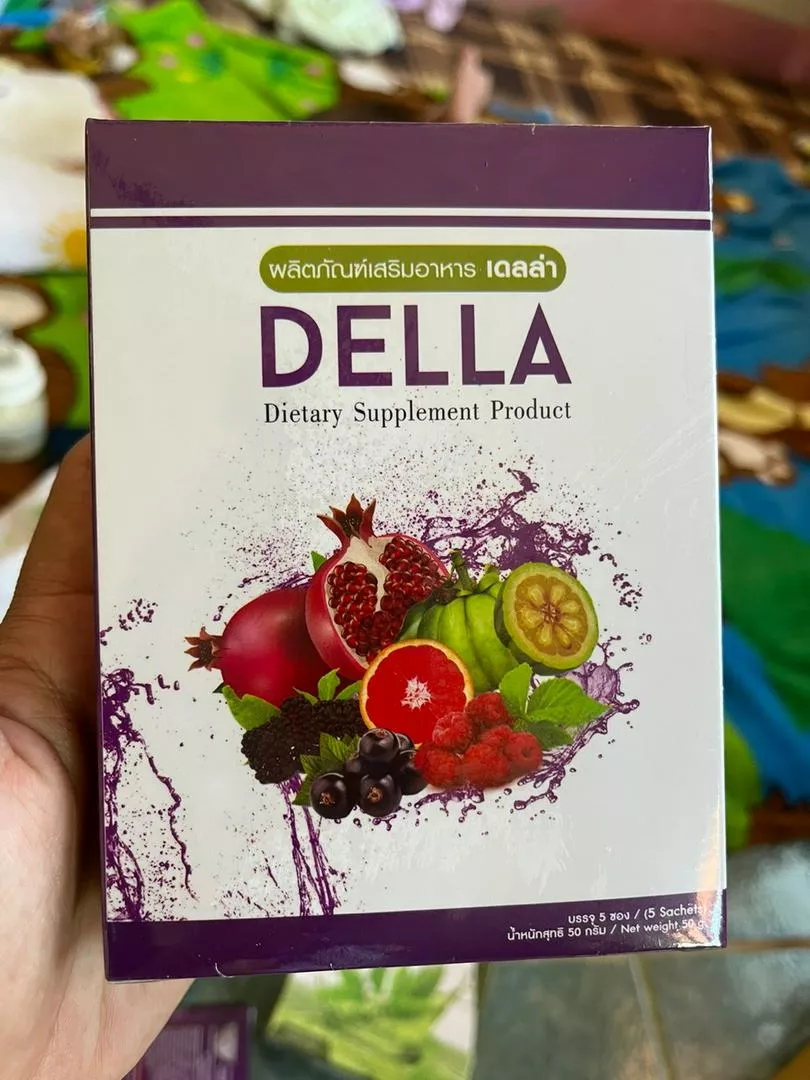 ผลิตภัณฑ์เสริมอาหาร เดลล่า
DELLA
Dietary Supplement Product
บรรจุ 5 ซอง / (5 Sachets)
น้ำหนักสุทธิ 50 กรัม / Net weight 50 g.